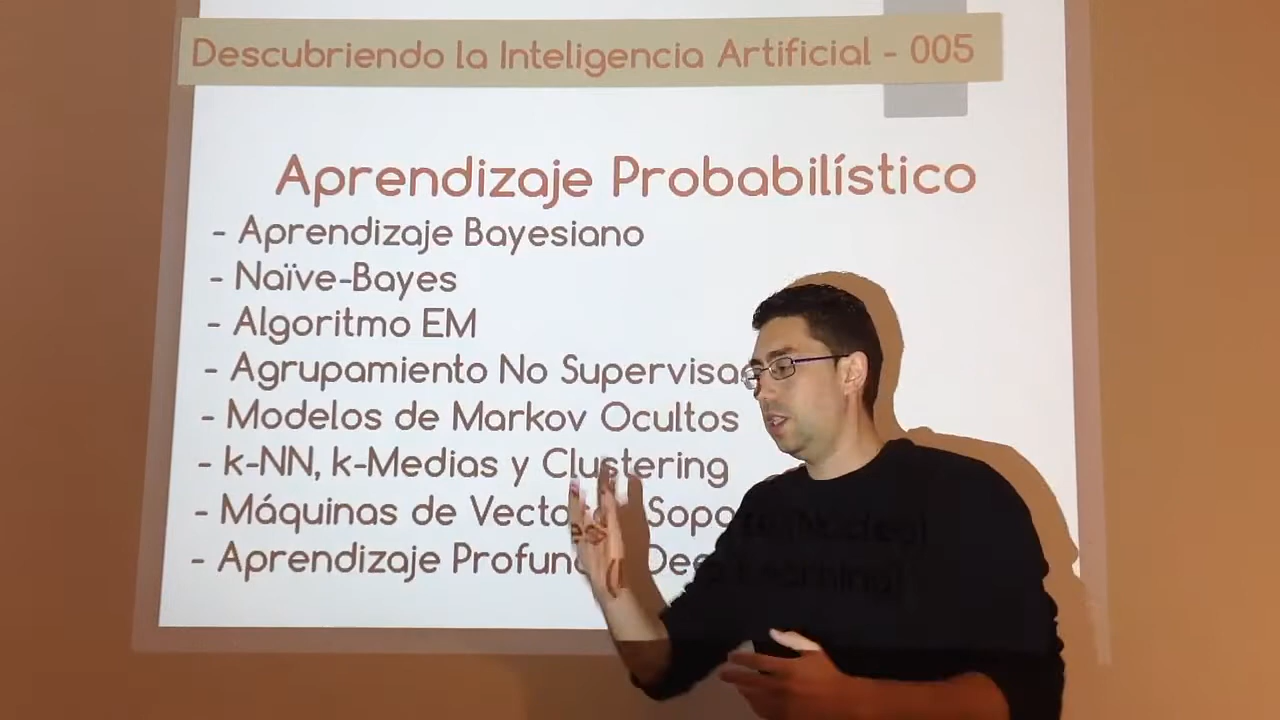 Descubriendo la Inteligencia Artificial - 005
Aprendizaje Probabilístico
- Aprendizaje Bayesiano
- Naïve-Bayes
- Algoritmo EM
- Agrupamiento No
- Modelos de Markov Ocultos
- k-NN, k-Medias y Clustering
- Máquinas de
- Aprendizaje